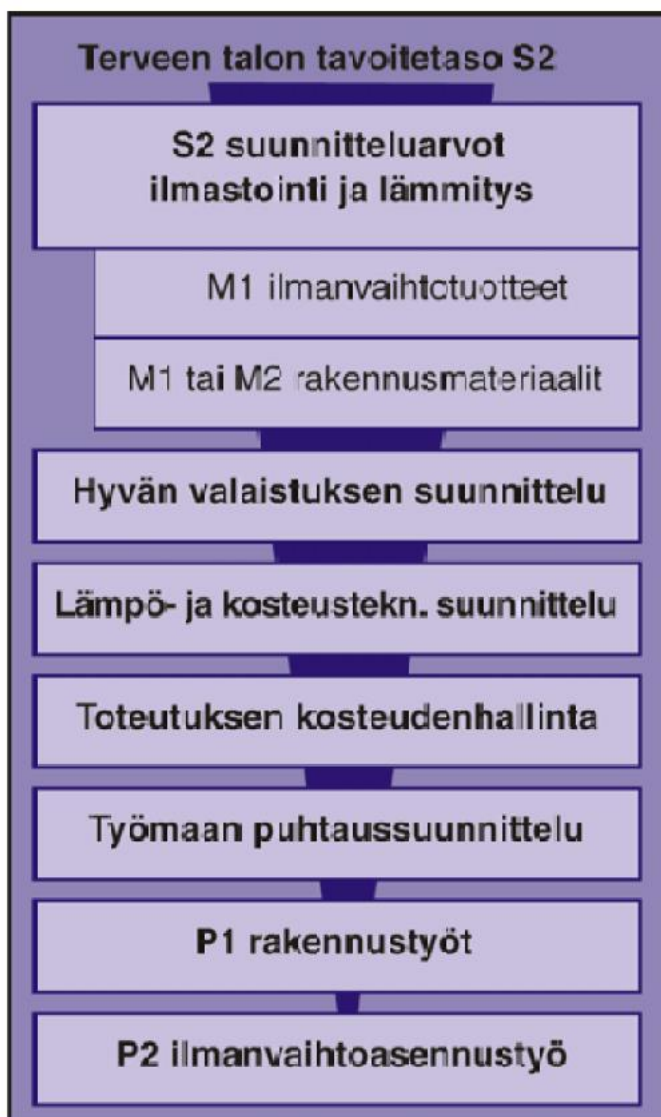 Terveen talon tavoitetaso S2
S2 suunnitteluarvot
ilmastointi ja lämmitys
M1 ilmanvaihtotuotteet
M1 tai M2 rakennusmateriaalit
Hyvän valaistuksen suunnittelu
Lämpö- ja kosteustekn. suunnittelu
Toteutuksen kosteudenhallinta
Työmaan puhtaussuunnittelu
P1 rakennustyöt
P2 ilmanvaihtoasennustyö